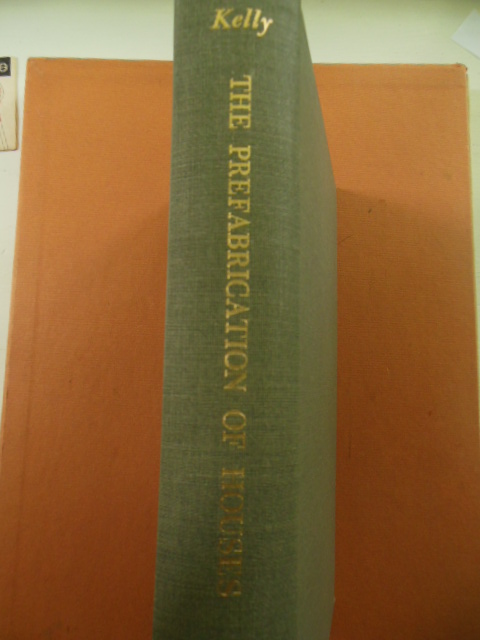 Kelly
THE PREFABRICATION OF HOUSES